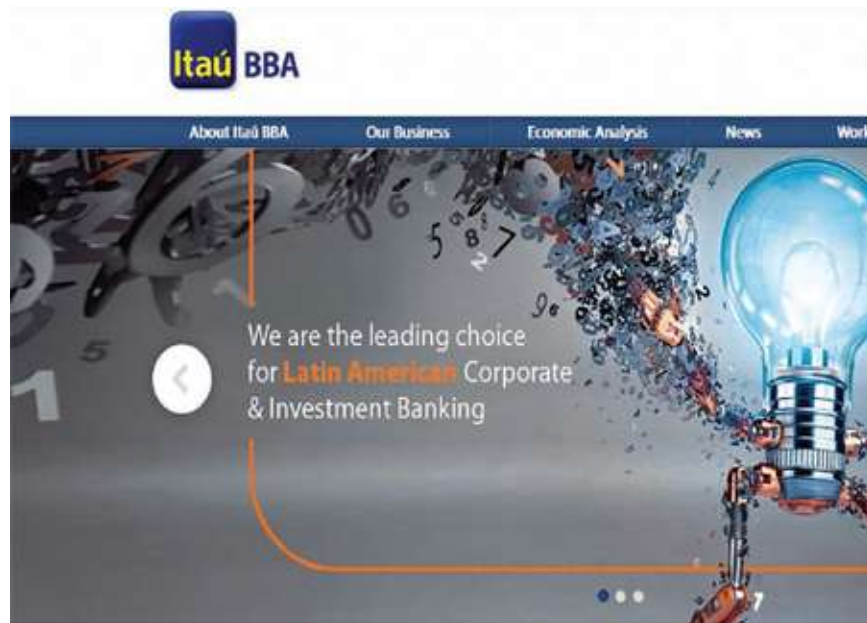 Itaú BBA
About Itaú BBA Our Business Economic Analysis News
We are the leading choice
for Latin American Corporate
& Investment Banking